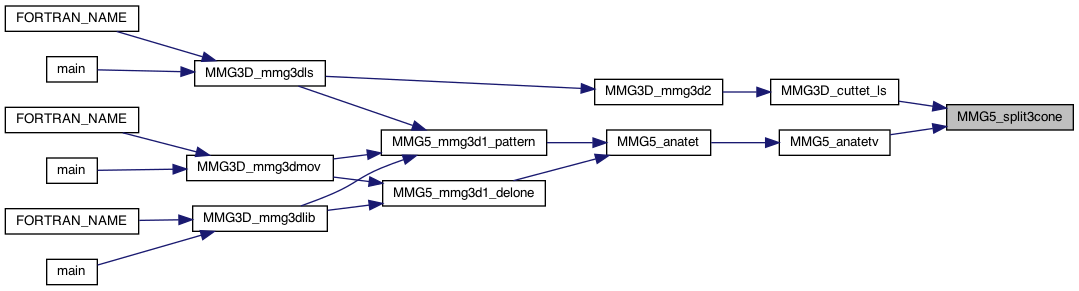 FORTRAN_NAME
main
MMG3D_mmg3dls
MMG3D_mmg3d2
MMG3D_cuttet_ls
MMG5_split3cone
FORTRAN_NAME
MMG5_mmg3d1_pattern
MMG5_anatet
MMG5_anatetv
main
MMG3D_mmg3dmov
MMG5_mmg3d1_delone
FORTRAN_NAME
MMG3D_mmg3dlib
main